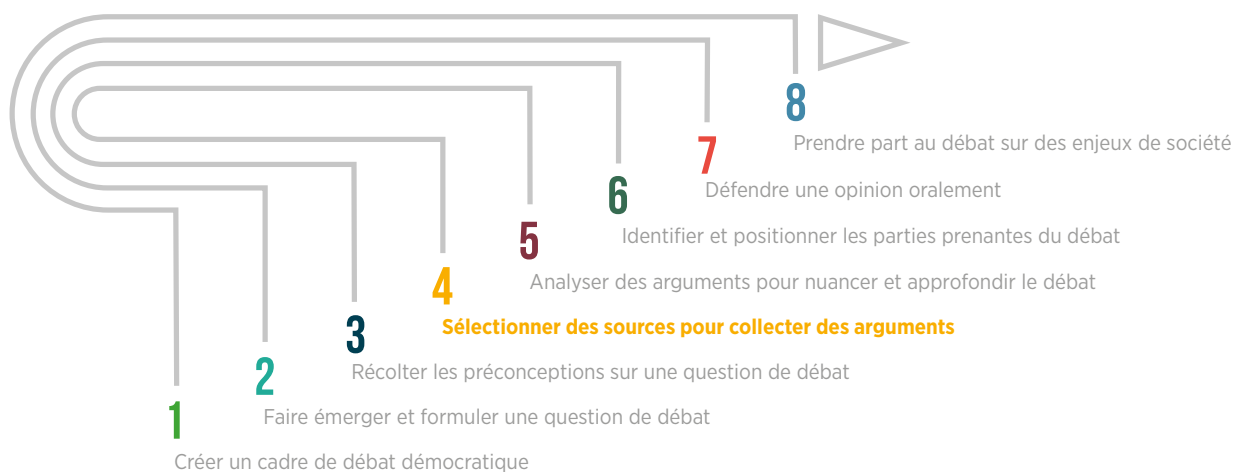 8
Prendre part au débat sur des enjeux de société
7
Défendre une opinion oralement
6
Identifier et positionner les parties prenantes du débat
5
Analyser des arguments pour nuancer et approfondir le débat
4
Sélectionner des sources pour collecter des arguments
3
Récolter les préconceptions sur une question de débat
2
Faire émerger et formuler une question de débat
1
Créer un cadre de débat démocratique